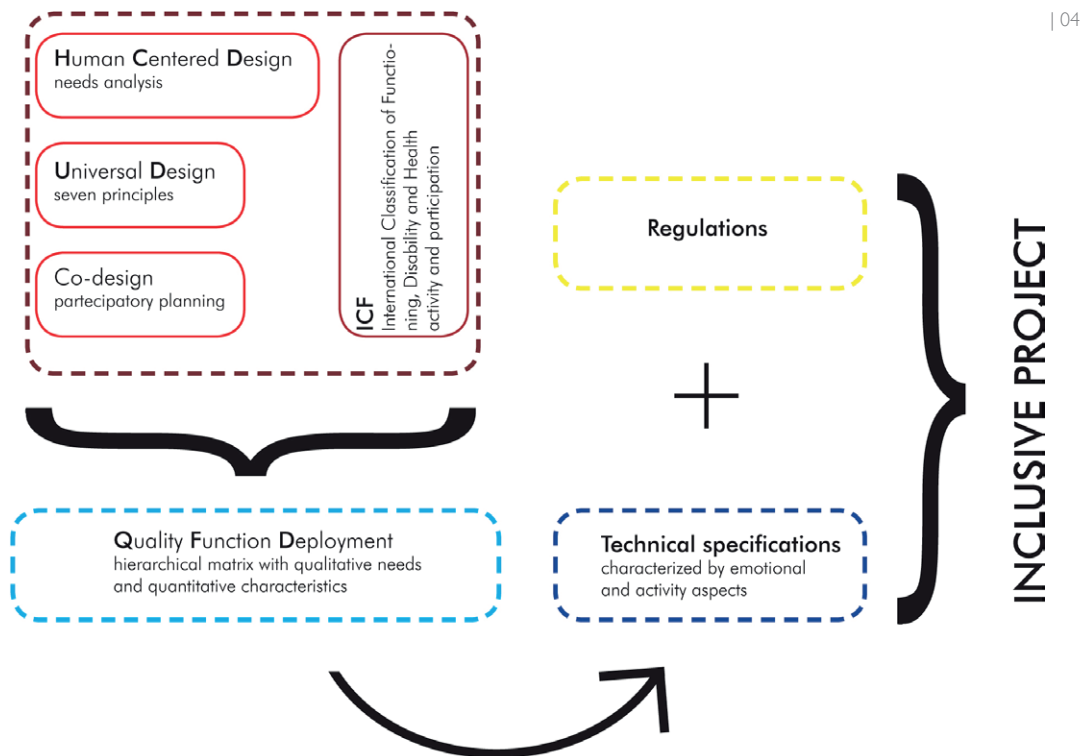 | 04
Human Centered Design
needs analysis
Universal Design
seven principles
Co-design
partecipatory planning
ICF
International Classification of Functio-
ning, Disability and Health
activity and participation
Regulations
+
Quality Function Deployment
hierarchical matrix with qualitative needs
and quantitative characteristics
Technical specifications
characterized by emotional
and activity aspects
INCLUSIVE PROJECT